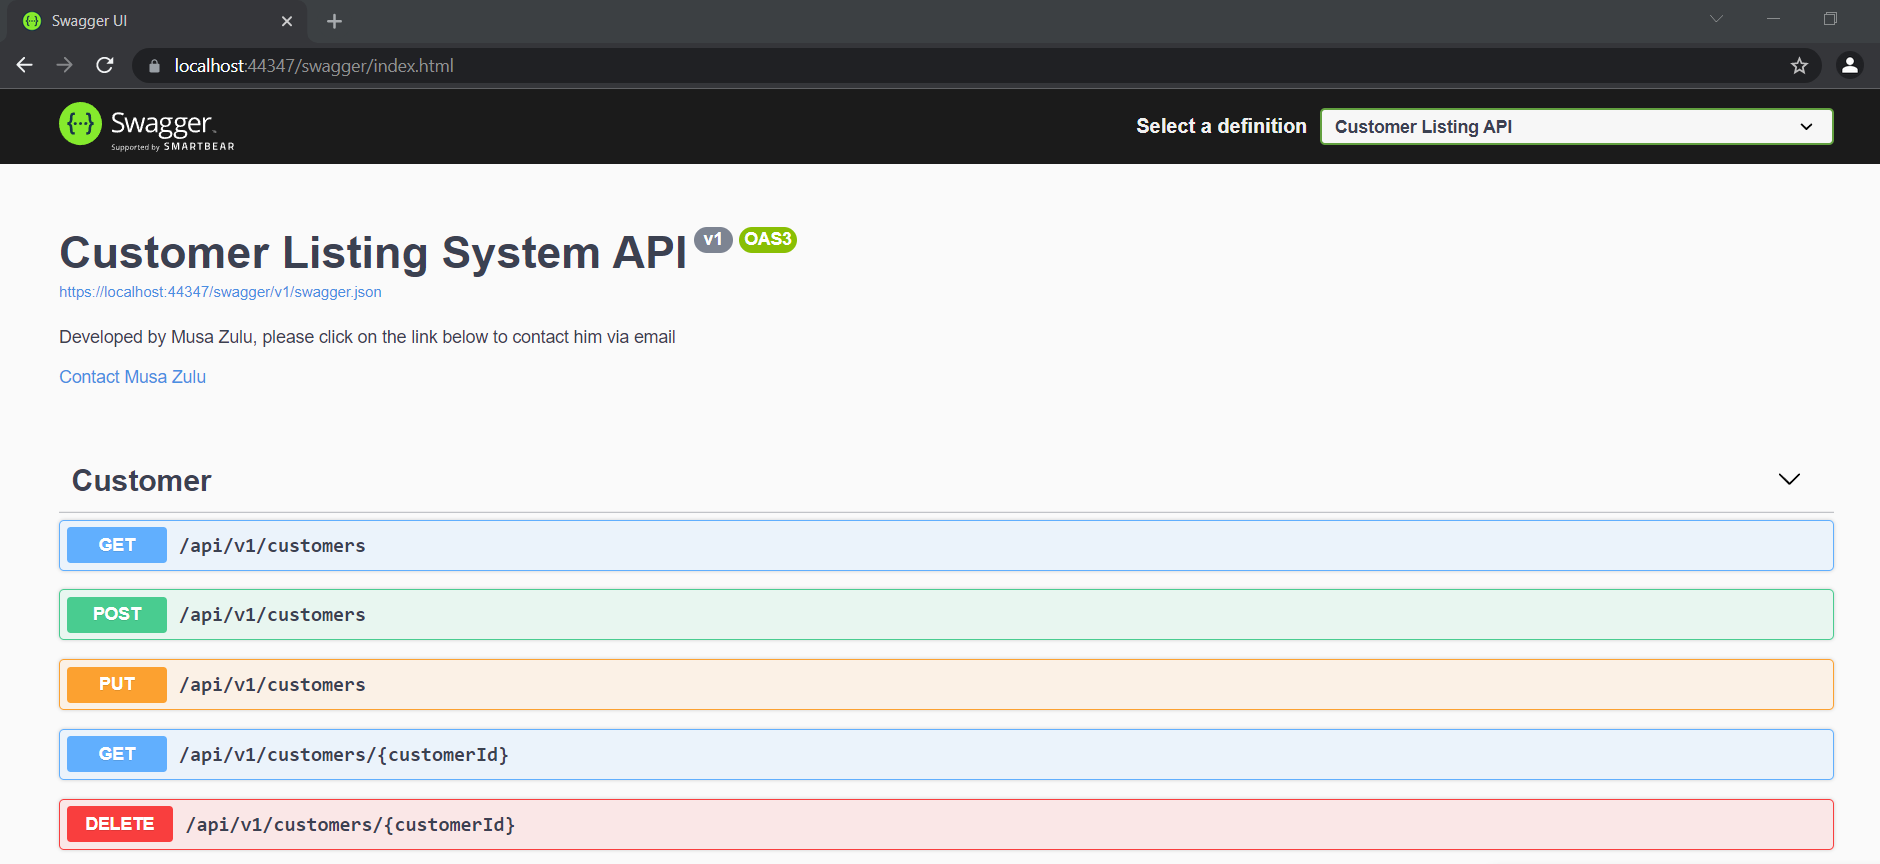 Swagger UI
localhost:44347/swagger/index.html
{···} Swagger™
Supported by SMARTBEAR
Select a definition
Customer Listing API
Customer Listing System API v1 OAS3
https://localhost:44347/swagger/v1/swagger.json
Developed by Musa Zulu, please click on the link below to contact him via email
Contact Musa Zulu
Customer
GET /api/v1/customers
POST /api/v1/customers
PUT /api/v1/customers
GET /api/v1/customers/{customerId}
DELETE /api/v1/customers/{customerId}